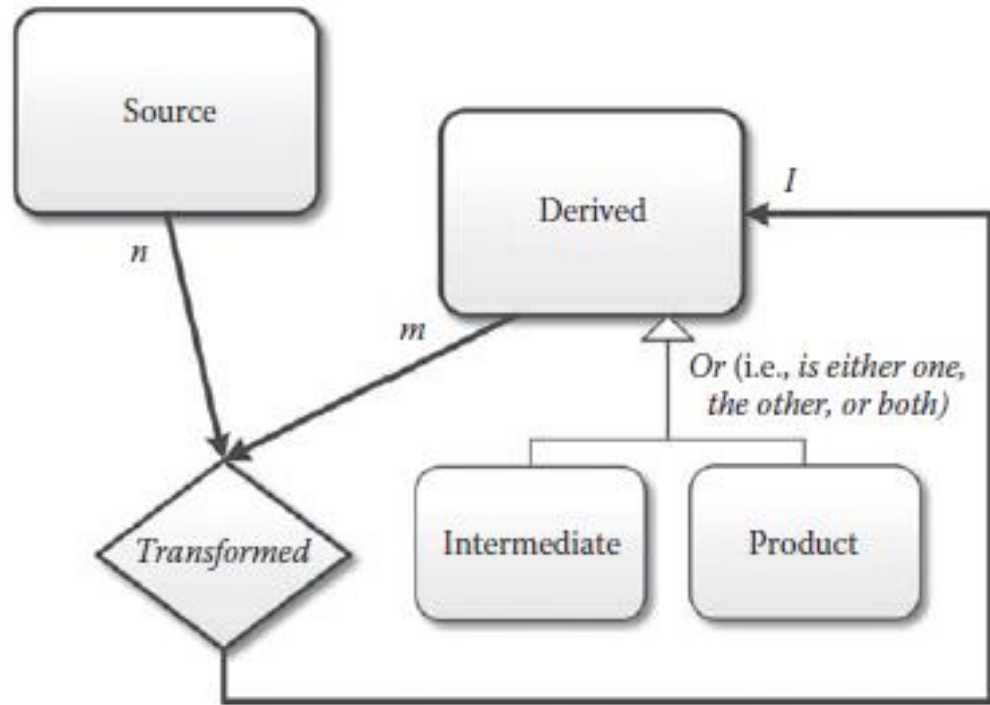 Source
Derived
I
n
m
Or (i.e., is either one,
the other, or both)
Transformed
Intermediate
Product